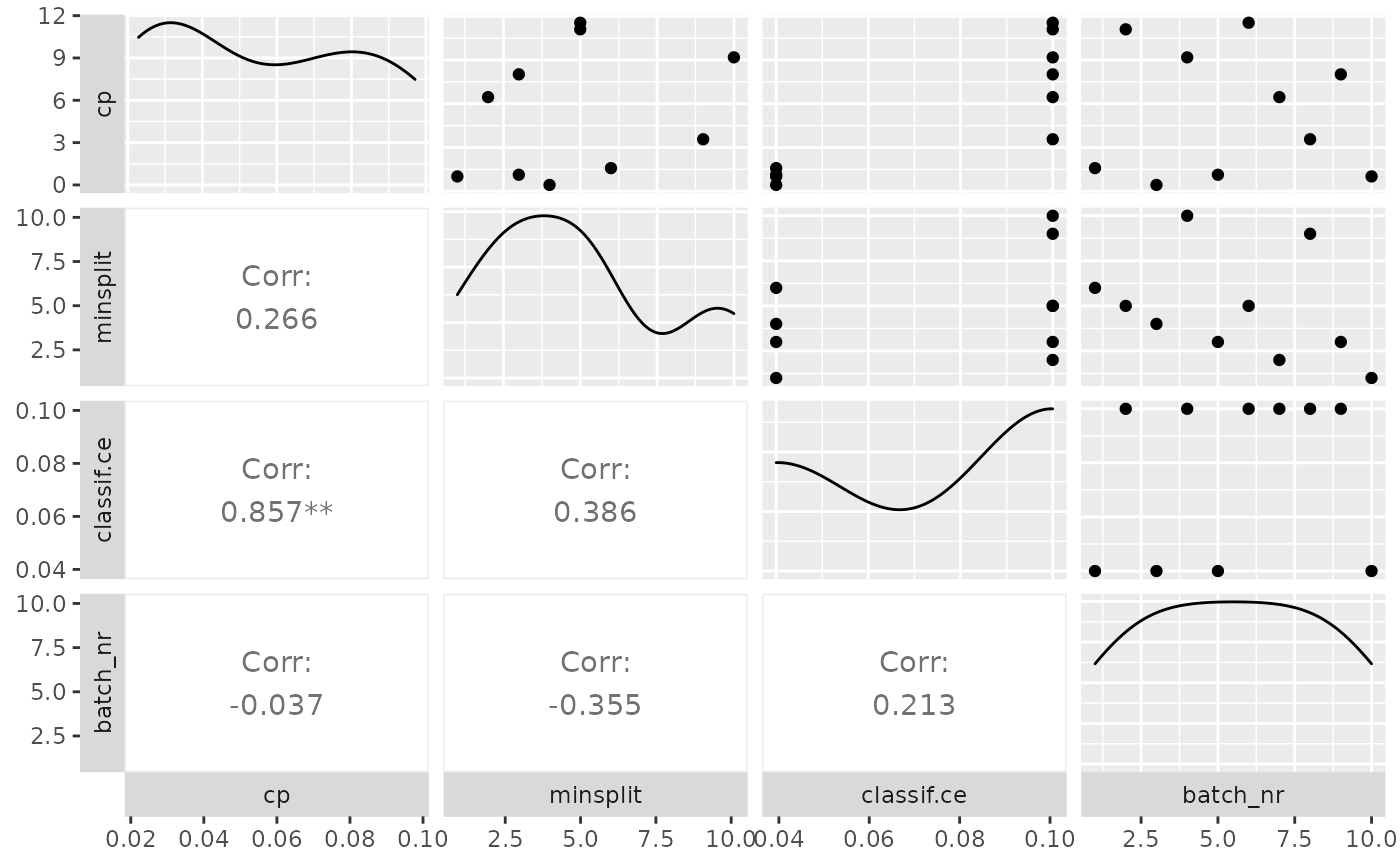 12
9
6
3
0
cp
10.0
7.5
5.0
2.5
minsplit
Corr:
0.266
0.10
0.08
0.06
0.04
classif.ce
Corr:
0.857**
Corr:
0.386
10.0
7.5
5.0
2.5
batch_nr
Corr:
-0.037
Corr:
-0.355
Corr:
0.213
cp minsplit classif.ce batch_nr
0.02 0.04 0.06 0.08 0.10 2.5 5.0 7.5 10.0 0.04 0.06 0.08 0.10 2.5 5.0 7.5 10.0